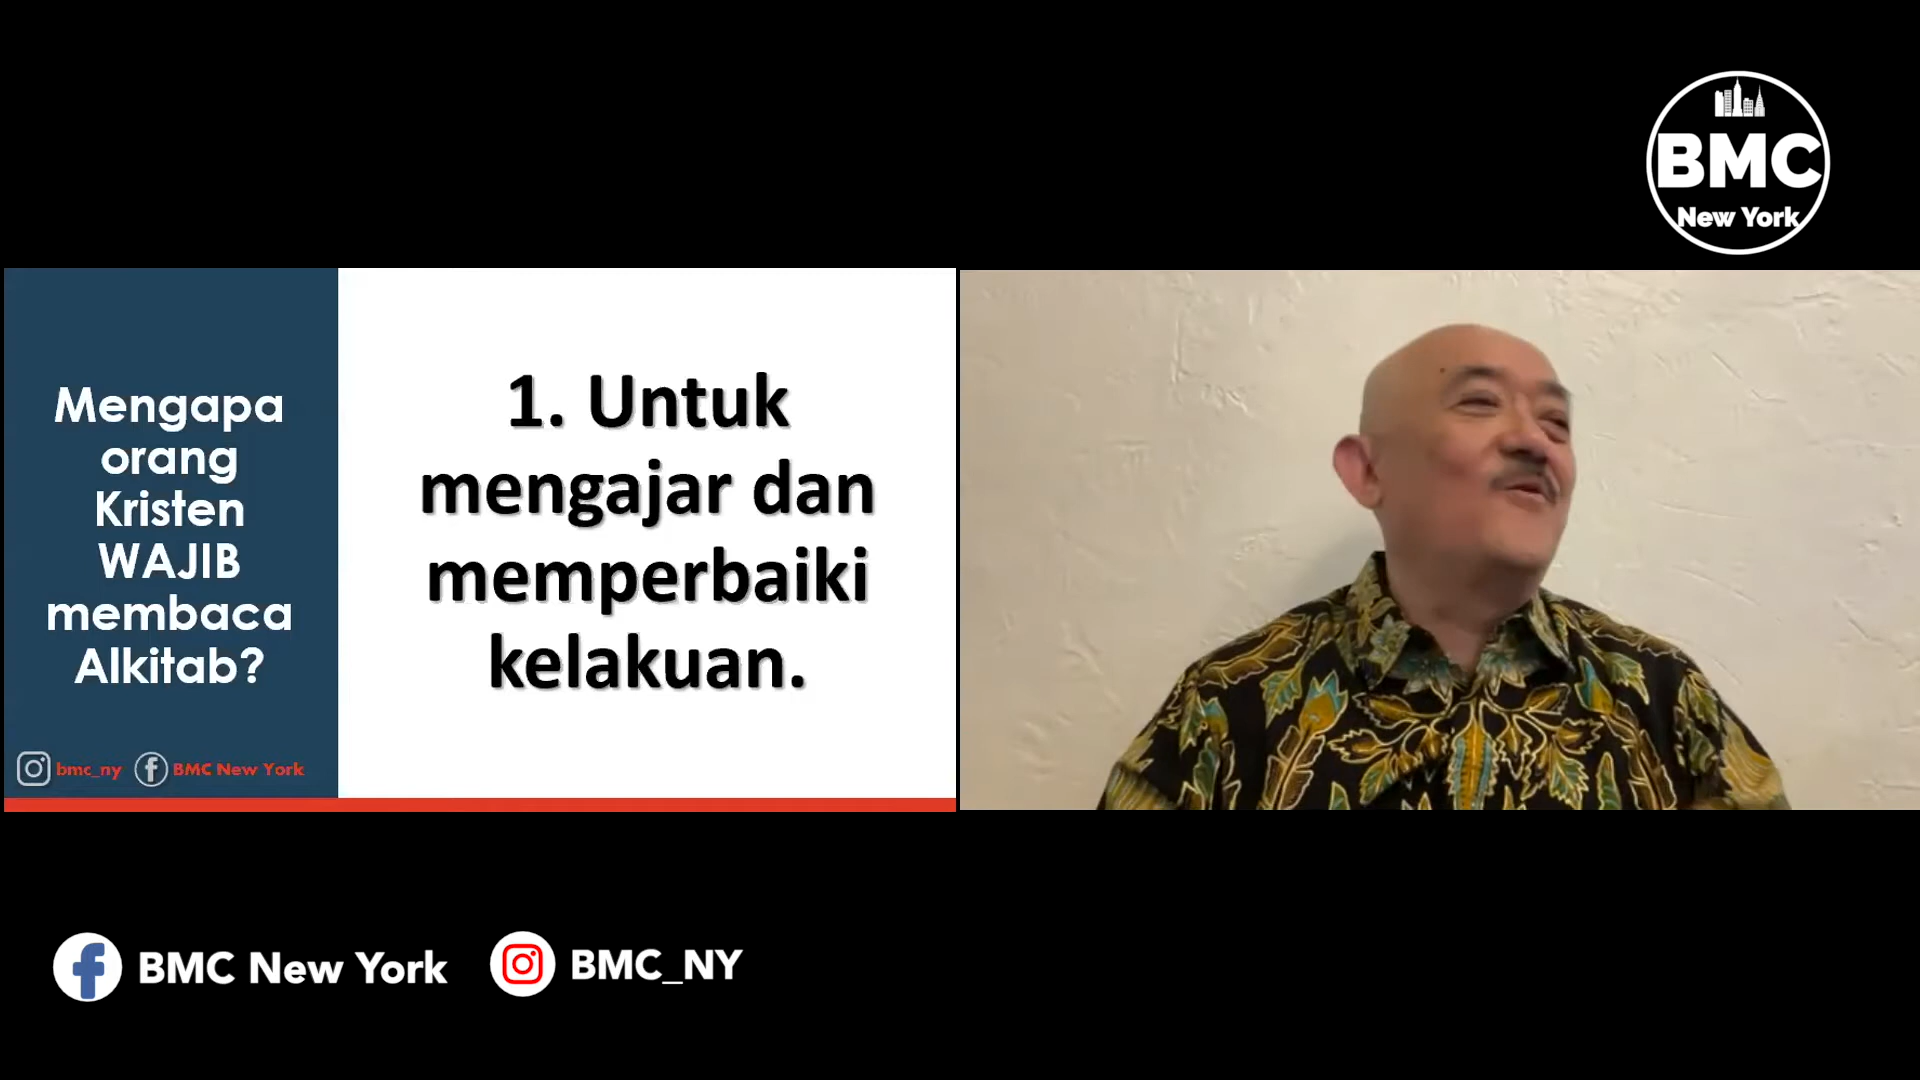 BMC
New York
Mengapa
orang
Kristen
WAJIB
membaca
Alkitab?
bmc_ny
BMC New York
1. Untuk
mengajar dan
memperbaiki
kelakuan.
BMC New York
BMC_NY